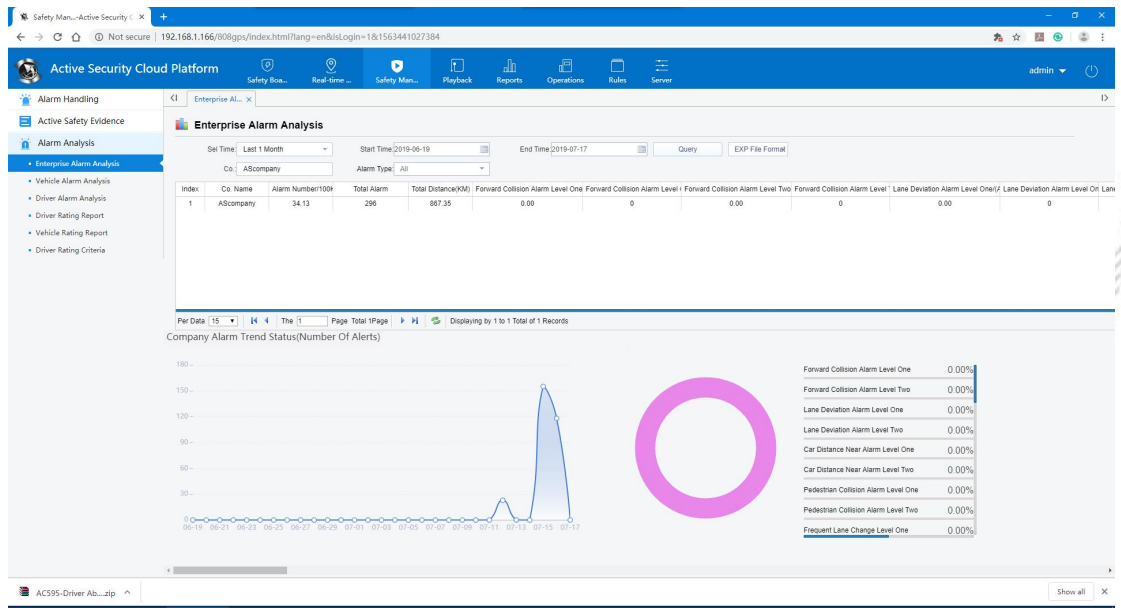 Safety Man...-Active Security C
Not secure | 192.168.1.166/808gps/index.html?lang=en&isLogin=1&1563441027384
Active Security Cloud Platform
Safety Boa... Real-time ... Safety Man... Playback Reports Operations Rules Server
admin
Alarm Handling
Active Safety Evidence
Alarm Analysis
Enterprise Alarm Analysis
Vehicle Alarm Analysis
Driver Alarm Analysis
Driver Rating Report
Vehicle Rating Report
Driver Rating Criteria
Enterprise Al...
Enterprise Alarm Analysis
Sel Time: Last 1 Month Start Time: 2019-06-19 End Time: 2019-07-17 Query EXP File Format
Co.: AScompany Alarm Type: All
Index Co. Name Alarm Number/100K Total Alarm Total Distance(KM) Forward Collision Alarm Level One Forward Collision Alarm Level Forward Collision Alarm Level Two Forward Collision Alarm Level Lane Deviation Alarm Level One/(A Lane Deviation Alarm Level On Lane
1 AScompany 34.13 296 867.35 0.00 0 0.00 0 0.00 0
Per Data 15 The 1 Page Total 1Page Displaying by 1 to 1 Total of 1 Records
Company Alarm Trend Status(Number Of Alerts)
180
150
120
90
60
30
0
06-19 06-21 06-23 06-25 06-27 06-29 07-01 07-03 07-05 07-07 07-09 07-11 07-13 07-15 07-17
Forward Collision Alarm Level One 0.00%
Forward Collision Alarm Level Two 0.00%
Lane Deviation Alarm Level One 0.00%
Lane Deviation Alarm Level Two 0.00%
Car Distance Near Alarm Level One 0.00%
Car Distance Near Alarm Level Two 0.00%
Pedestrian Collision Alarm Level One 0.00%
Pedestrian Collision Alarm Level Two 0.00%
Frequent Lane Change Level One 0.00%
AC595-Driver Ab....zip
Show all